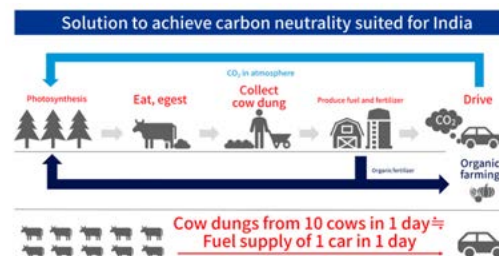 Solution to achieve carbon neutrality suited for India
CO₂ in atmosphere
Photosynthesis
Eat, egest
Collect
cow dung
Produce fuel and fertilizer
Drive
CO₂
Organic fertilizer
Organic
farming
Cow dungs from 10 cows in 1 day≒
Fuel supply of 1 car in 1 day